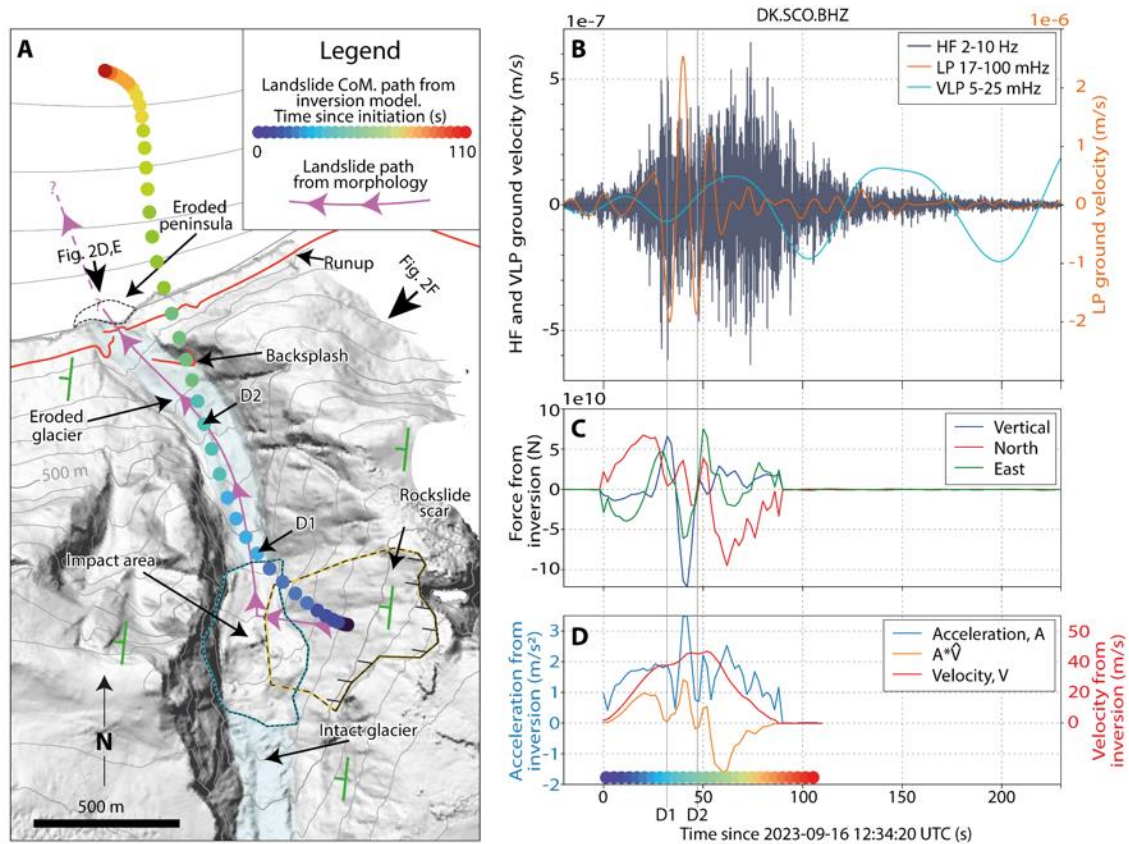 A
Legend
Landslide CoM. path from
inversion model.
Time since initiation (s)
0
110
Landslide
path
from morphology
?
Eroded
peninsula
Fig. 2D,E
?
Runup
Fig. 2F
Backsplash
D2
Eroded
glacier
500 m
Rockslide
scar
D1
Impact area
N
Intact glacier
500 m
DK.SCO.BHZ
1e-7
1e-6
B
HF 2-10 Hz
LP 17-100 mHz
VLP 5-25 mHz
HF and VLP ground velocity (m/s)
5
0
-5
2
1
0
-1
-2
LP ground velocity (m/s)
1e10
C
Vertical
North
East
Force from
inversion (N)
10
5
0
-5
-10
D
Acceleration, A
A*V̂
Velocity, V
Acceleration from
inversion (m/s²)
3
2
1
0
-1
-2
50
40
20
0
Velocity from
inversion (m/s)
0
50
100
150
200
D1
D2
Time since 2023-09-16 12:34:20 UTC (s)